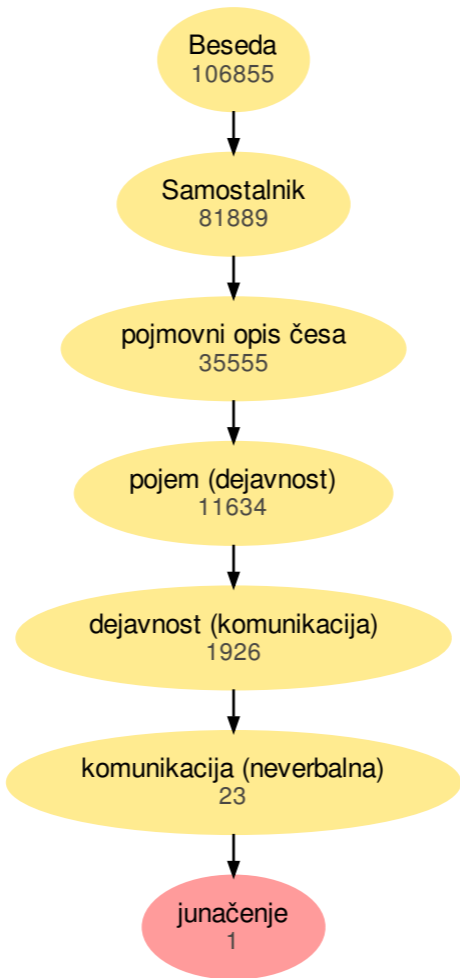 Beseda
106855
Samostalnik
81889
pojmovni opis česa
35555
pojem (dejavnost)
11634
dejavnost (komunikacija)
1926
komunikacija (neverbalna)
23
junačenje
1